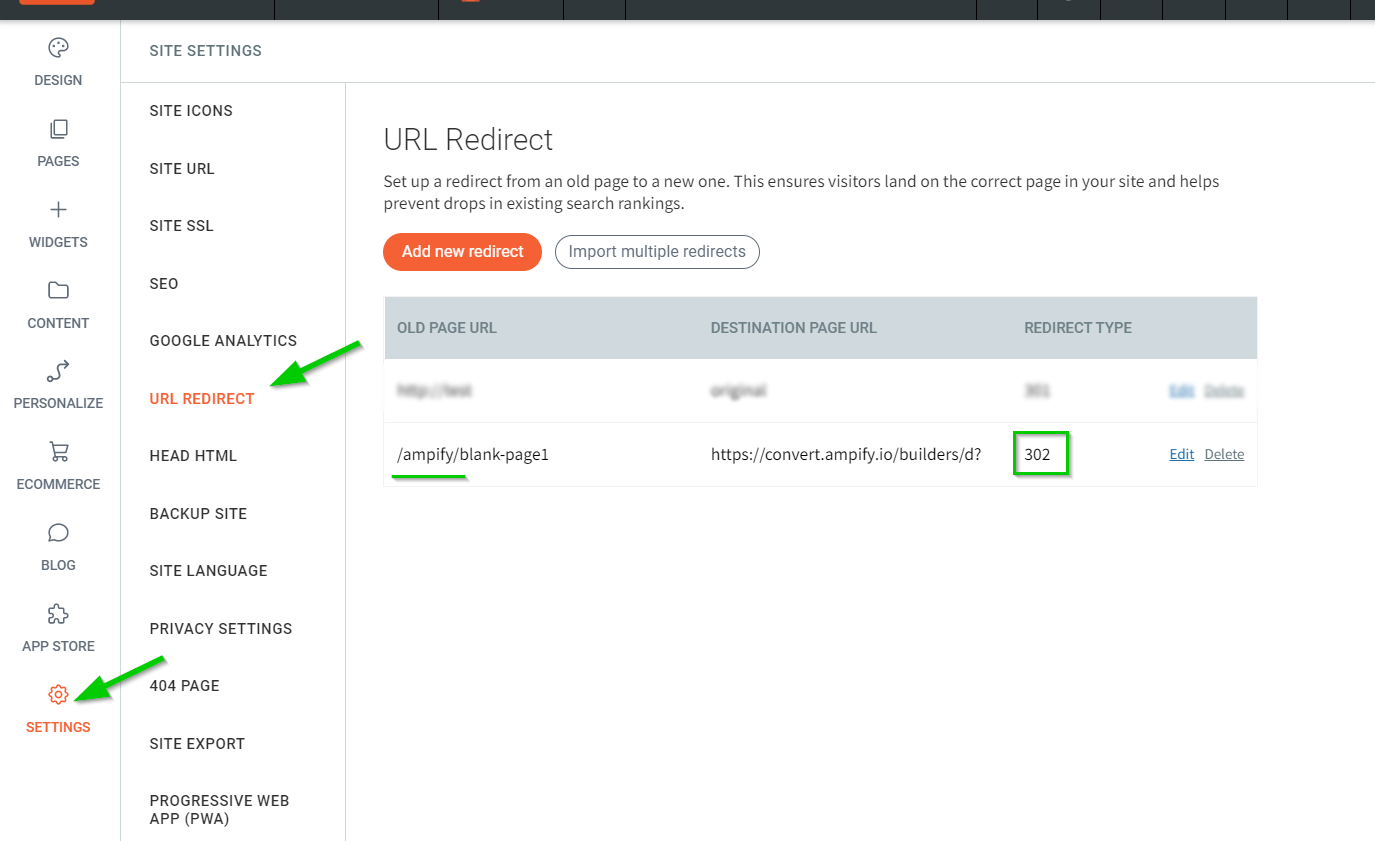 DESIGN
PAGES
WIDGETS
CONTENT
PERSONALIZE
ECOMMERCE
BLOG
APP STORE
SETTINGS
SITE SETTINGS
SITE ICONS
SITE URL
SITE SSL
SEO
GOOGLE ANALYTICS
URL REDIRECT
HEAD HTML
BACKUP SITE
SITE LANGUAGE
PRIVACY SETTINGS
404 PAGE
SITE EXPORT
PROGRESSIVE WEB
APP (PWA)
URL Redirect
Set up a redirect from an old page to a new one. This ensures visitors land on the correct page in your site and helps
prevent drops in existing search rankings.
Add new redirect Import multiple redirects
OLD PAGE URL DESTINATION PAGE URL REDIRECT TYPE
http://test original 301 Edit Delete
/ampify/blank-page1 https://convert.ampify.io/builders/d? 302 Edit Delete